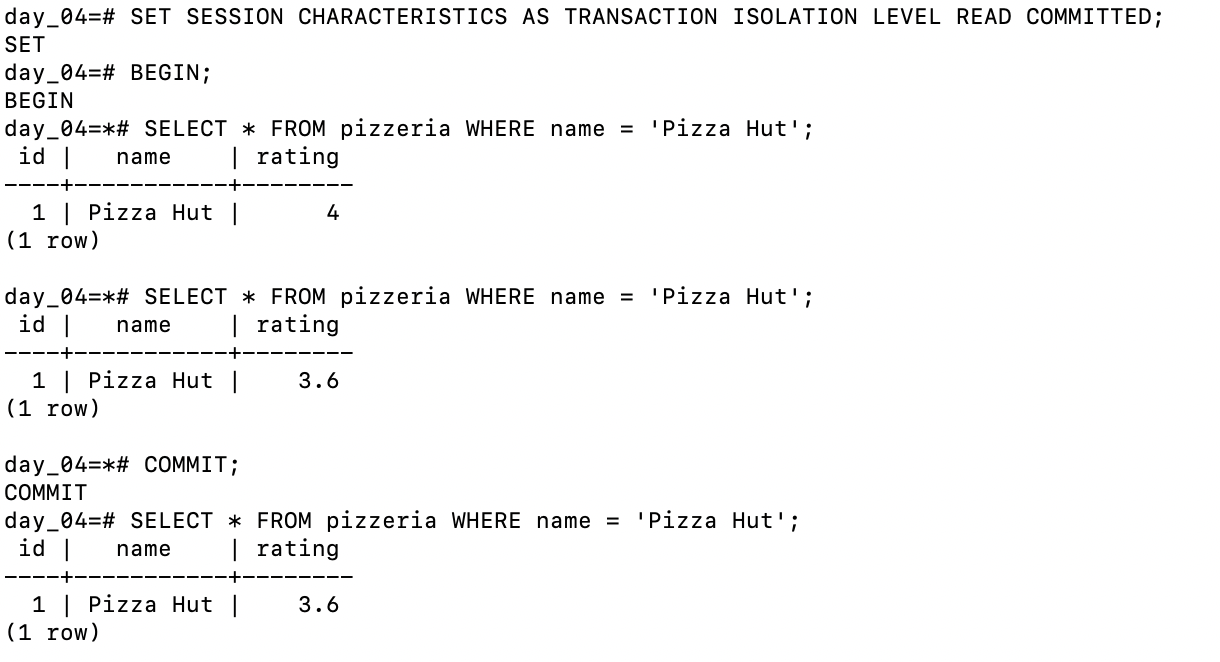 day_04=# SET SESSION CHARACTERISTICS AS TRANSACTION ISOLATION LEVEL READ COMMITTED;
SET
day_04=# BEGIN;
BEGIN
day_04=*# SELECT * FROM pizzeria WHERE name = 'Pizza Hut';
 id |   name    | rating
----+-----------+--------
  1 | Pizza Hut |      4
(1 row)

day_04=*# SELECT * FROM pizzeria WHERE name = 'Pizza Hut';
 id |   name    | rating
----+-----------+--------
  1 | Pizza Hut |    3.6
(1 row)

day_04=*# COMMIT;
COMMIT
day_04=# SELECT * FROM pizzeria WHERE name = 'Pizza Hut';
 id |   name    | rating
----+-----------+--------
  1 | Pizza Hut |    3.6
(1 row)